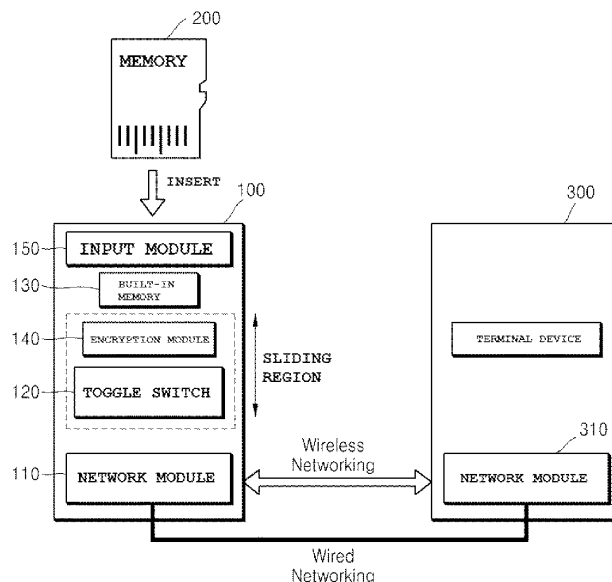 200
MEMORY
INSERT
100
300
150
INPUT MODULE
130
BUILT-IN
MEMORY
140
ENCRYPTION MODULE
TERMINAL DEVICE
SLIDING
REGION
120
TOGGLE SWITCH
310
Wireless
Networking
110
NETWORK MODULE
NETWORK MODULE
Wired
Networking